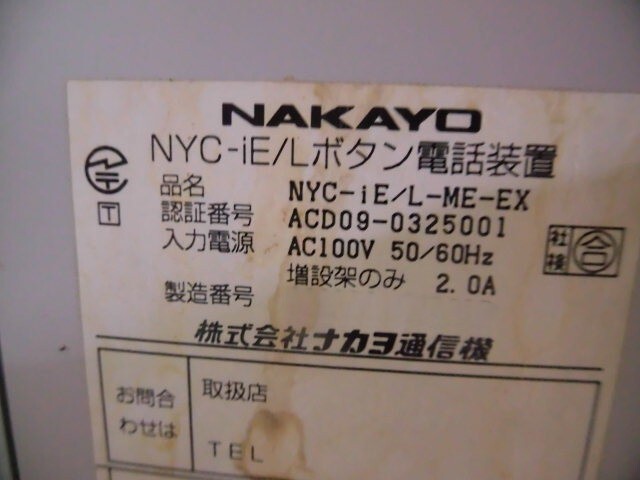 NAKAYO
NYC-iE/Lボタン電話装置
品名 NYC-iE/L-ME-EX
認証番号 ACD09-0325001
入力電源 AC100V 50/60Hz
増設架のみ 2.0A
製造番号
T
社検 合
株式会社ナカヨ通信機
お問合わせは
取扱店
TEL